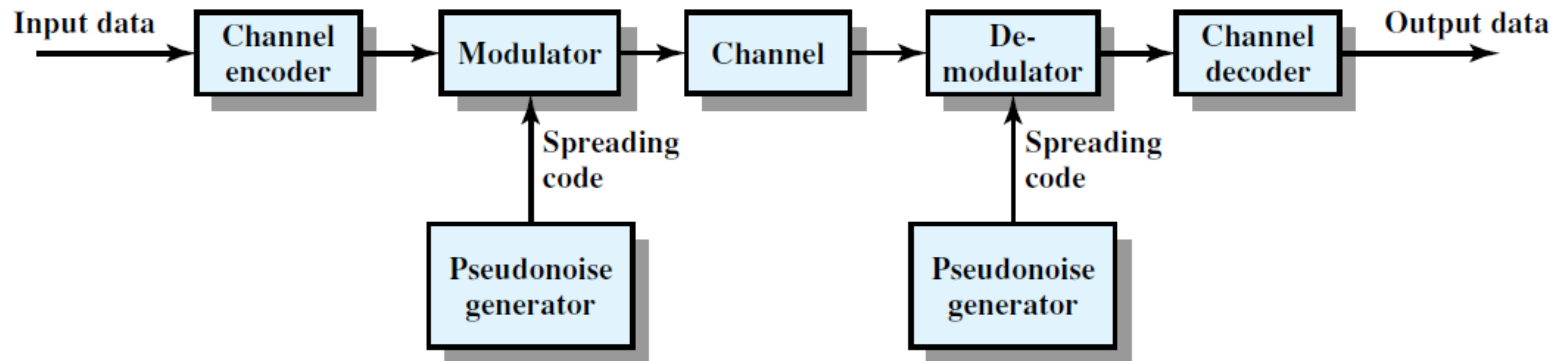 Input data
Channel
encoder
Modulator
Channel
De-
modulator
Channel
decoder
Output data
Spreading
code
Spreading
code
Pseudonoise
generator
Pseudonoise
generator